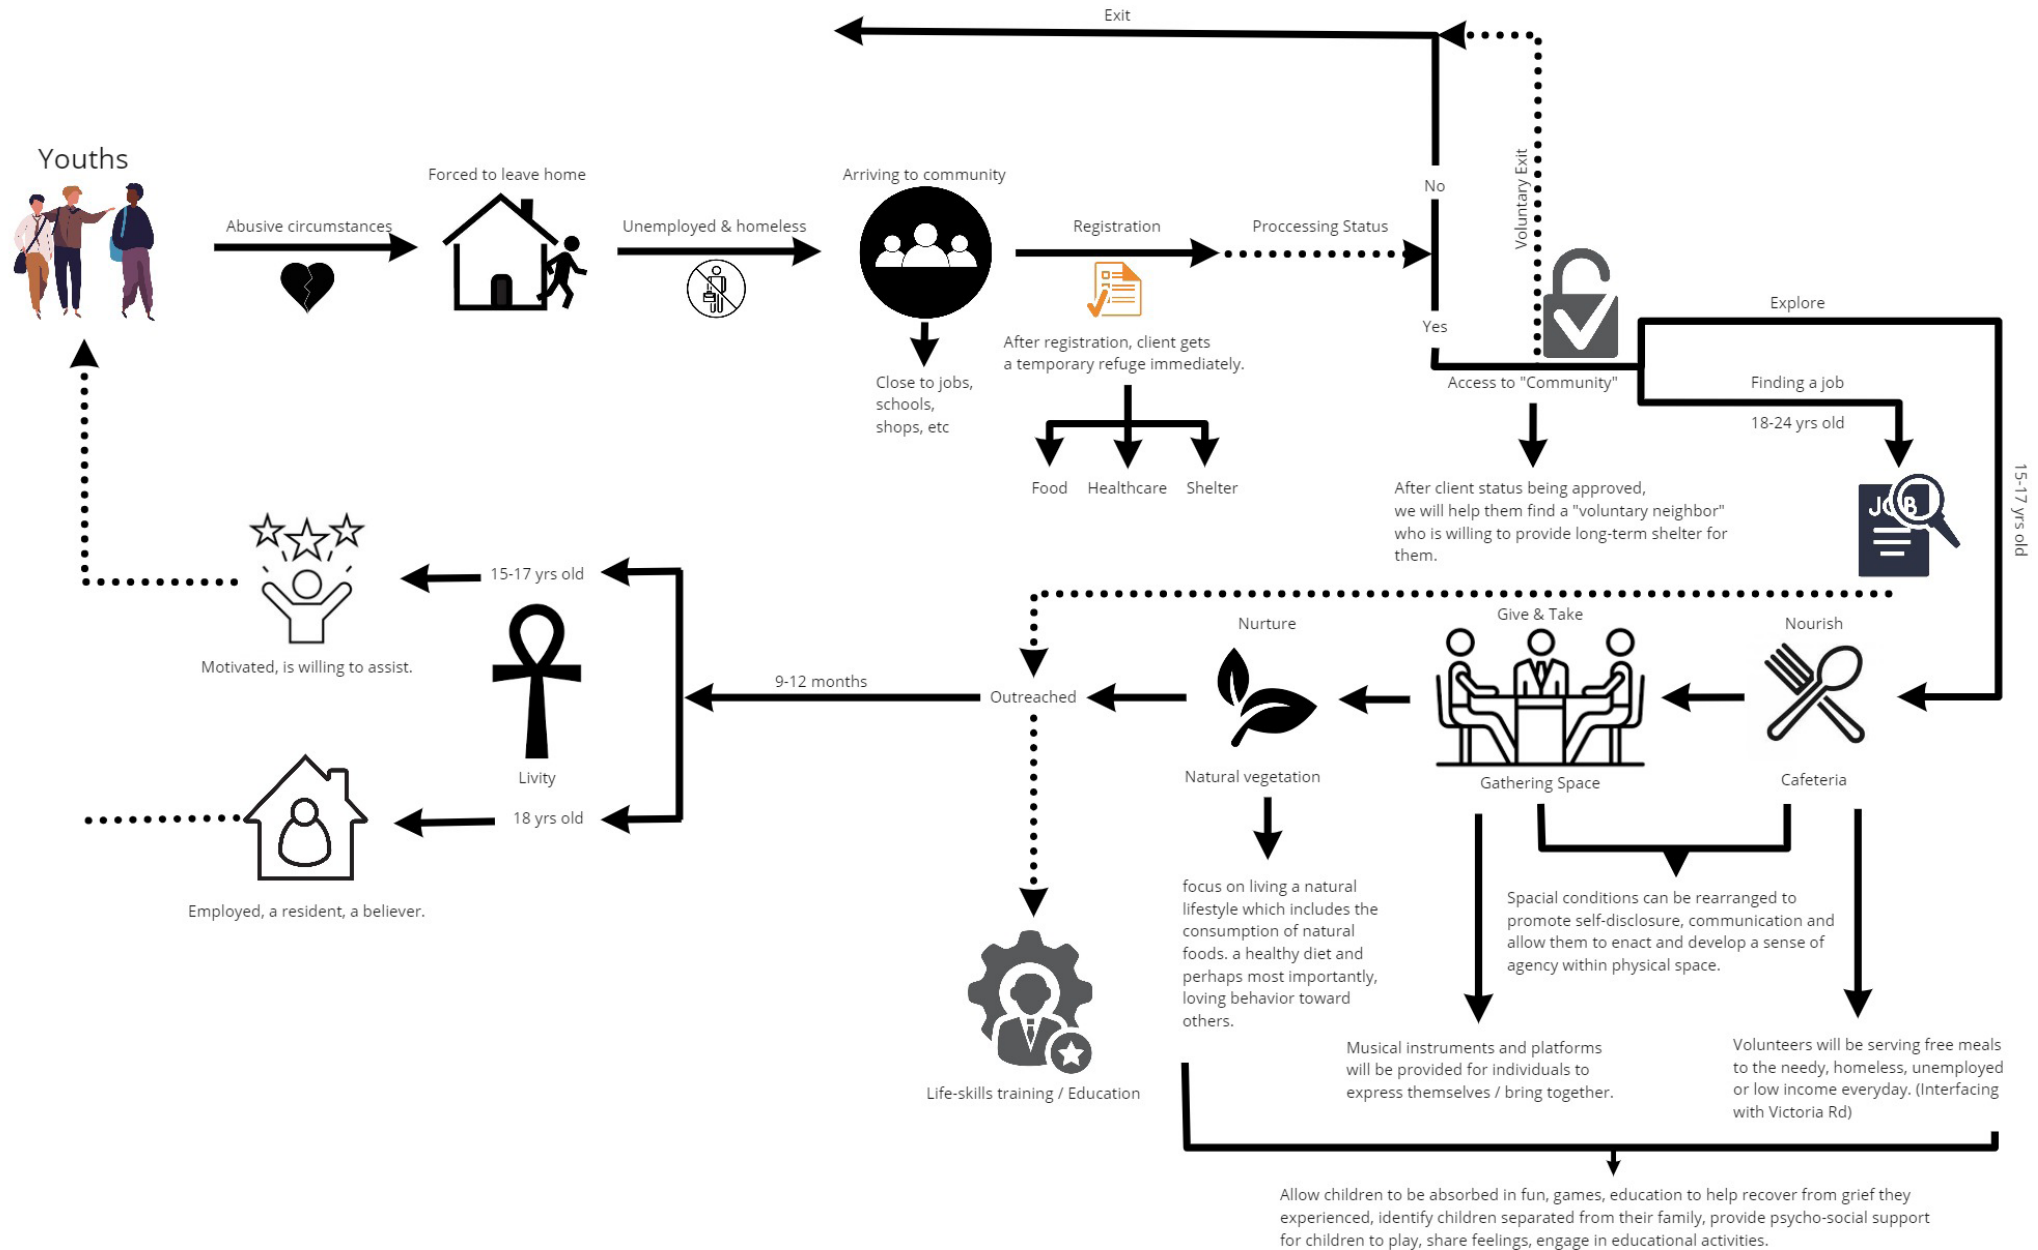 Exit
Youths
Forced to leave home
Arriving to community
Abusive circumstances
Unemployed & homeless
Registration
Proccessing Status
No
Voluntary Exit
Yes
Explore
After registration, client gets
a temporary refuge immediately.
Close to jobs,
schools,
shops, etc
Access to "Community"
Finding a job
18-24 yrs old
15-17 yrs old
Food
Healthcare
Shelter
After client status being approved,
we will help them find a "voluntary neighbor"
who is willing to provide long-term shelter for
them.
JOB
15-17 yrs old
Motivated, is willing to assist.
Livity
9-12 months
Outreached
Nurture
Give & Take
Nourish
Natural vegetation
Gathering Space
Cafeteria
18 yrs old
Employed, a resident, a believer.
focus on living a natural
lifestyle which includes the
consumption of natural
foods. a healthy diet and
perhaps most importantly,
loving behavior toward
others.
Spacial conditions can be rearranged to
promote self-disclosure, communication and
allow them to enact and develop a sense of
agency within physical space.
Life-skills training / Education
Musical instruments and platforms
will be provided for individuals to
express themselves / bring together.
Volunteers will be serving free meals
to the needy, homeless, unemployed
or low income everyday. (Interfacing
with Victoria Rd)
Allow children to be absorbed in fun, games, education to help recover from grief they
experienced, identify children separated from their family, provide psycho-social support
for children to play, share feelings, engage in educational activities.